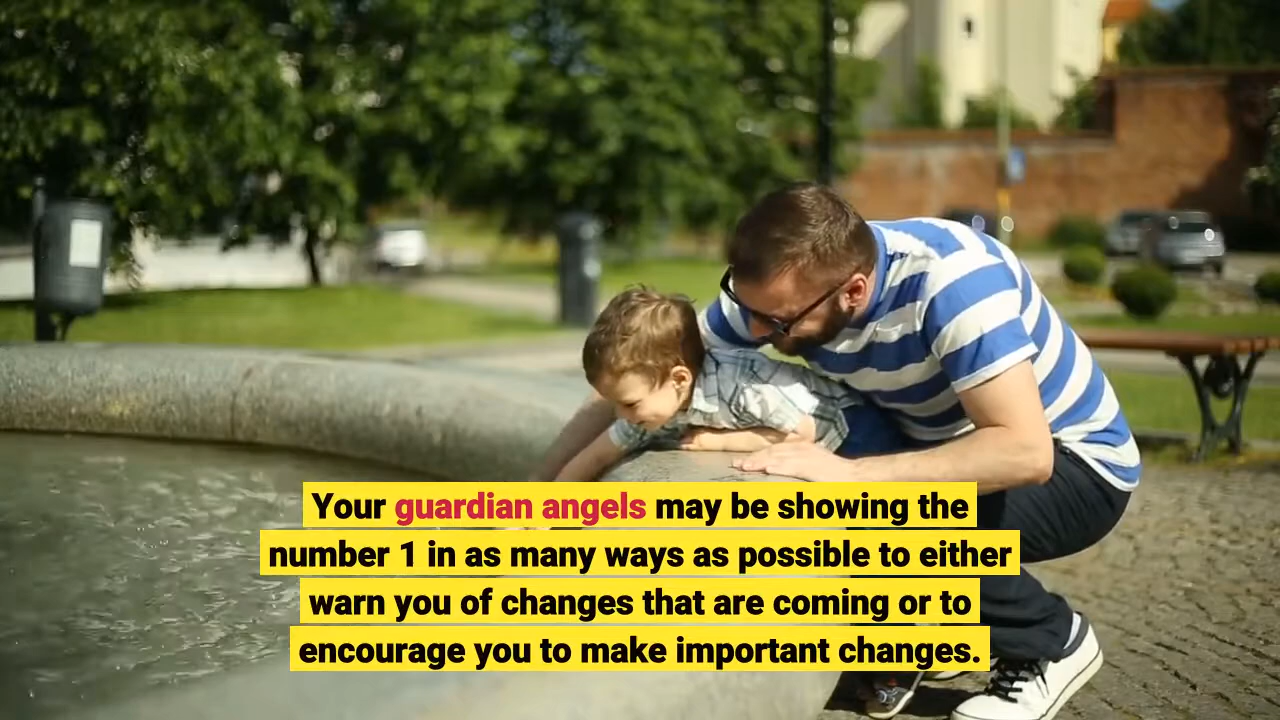 Your guardian angels may be showing the
number 1 in as many ways as possible to either
warn you of changes that are coming or to
encourage you to make important changes.